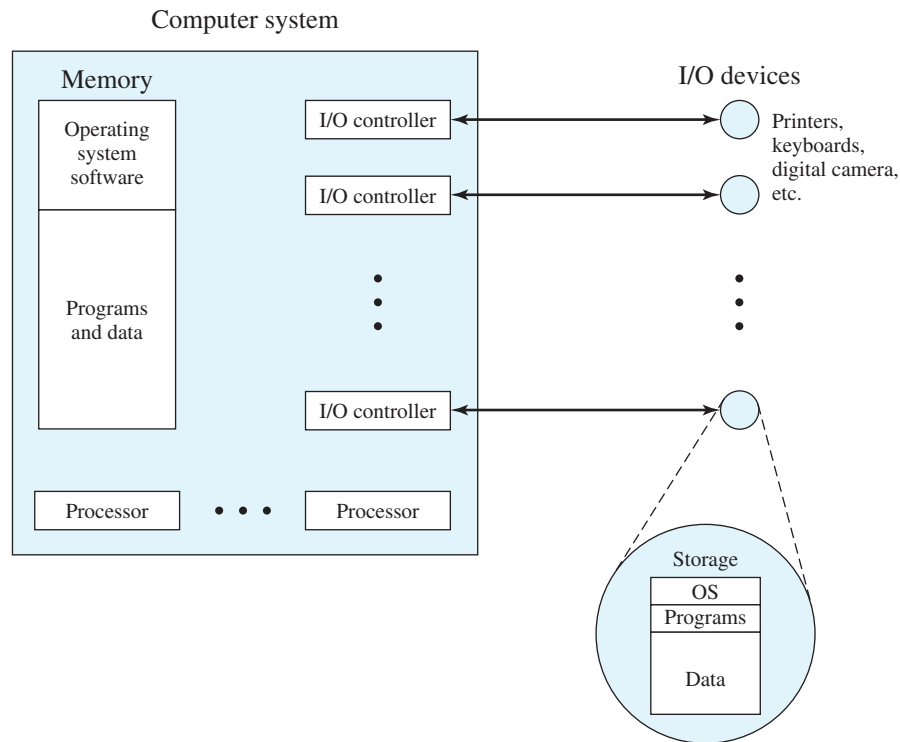 Computer system
Memory
Operating
system
software
Programs
and data
I/O controller
I/O controller
I/O controller
Processor
Processor
I/O devices
Printers,
keyboards,
digital camera,
etc.
Storage
OS
Programs
Data